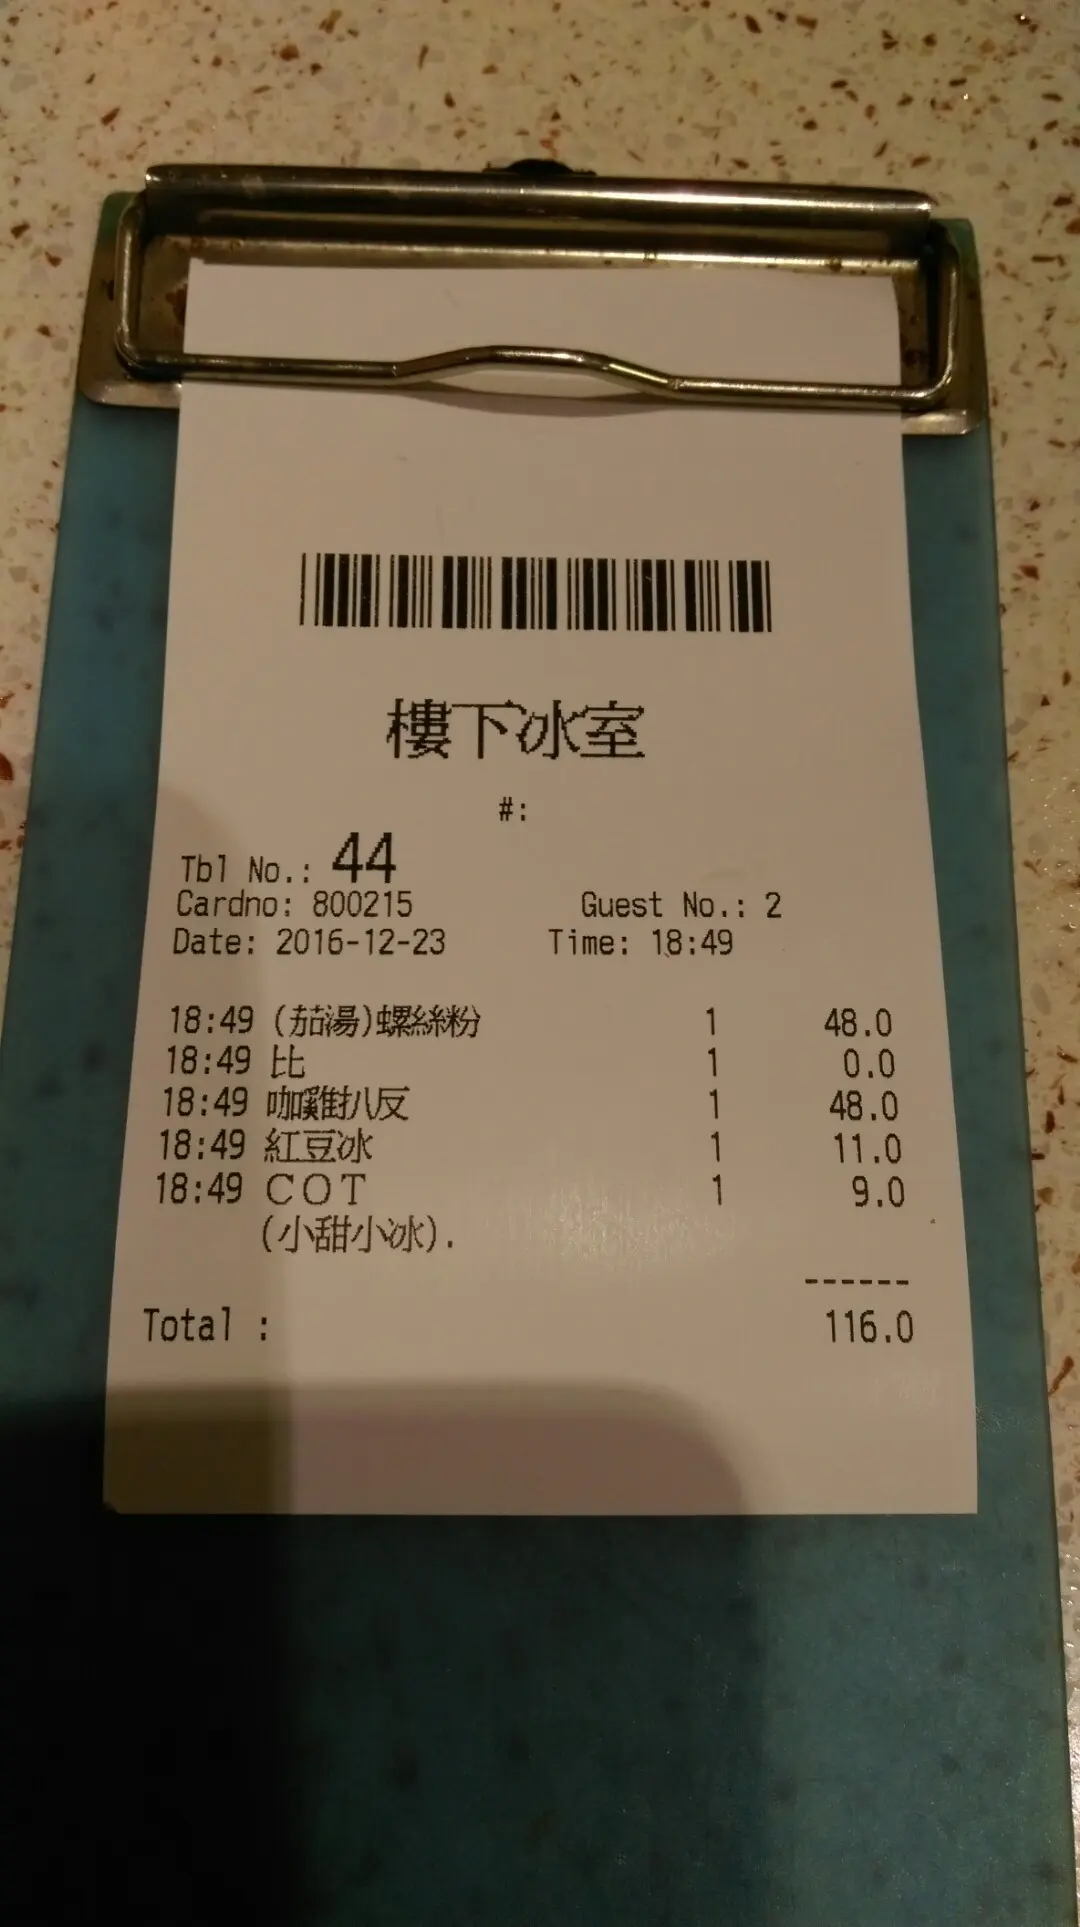 樓下冰室
#:
Tbl No.: 44
Cardno: 800215 Guest No.: 2
Date: 2016-12-23 Time: 18:49
18:49 (茄湯)螺絲粉 1 48.0
18:49 比 1 0.0
18:49 咖雞扒反 1 48.0
18:49 紅豆冰 1 11.0
18:49 ＣＯＴ 1 9.0
(小甜小冰).
------
Total : 116.0